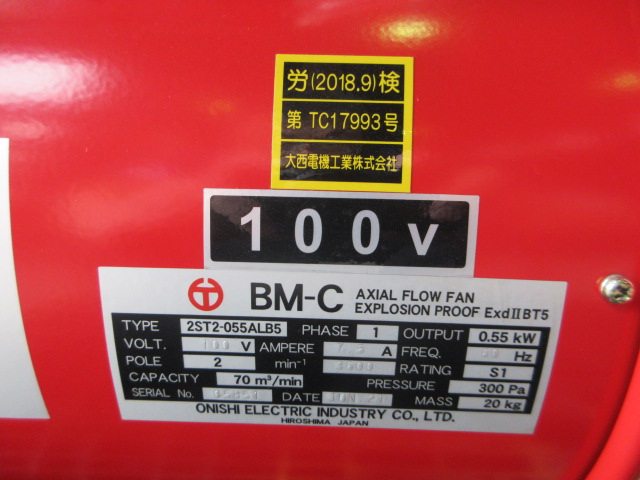 労(2018.9)検
第 TC17993号
大西電機工業株式会社
100V
BM-C AXIAL FLOW FAN
EXPLOSION PROOF ExdⅡBT5
TYPE 2ST2-055ALB5 PHASE 1 OUTPUT 0.55 kW
VOLT. 100 V AMPERE A FREQ. Hz
POLE 2 min⁻¹ RATING S1
CAPACITY 70 m³/min PRESSURE 300 Pa
SERIAL No. DATE MASS 20 kg
ONISHI ELECTRIC INDUSTRY CO., LTD.
HIROSHIMA JAPAN